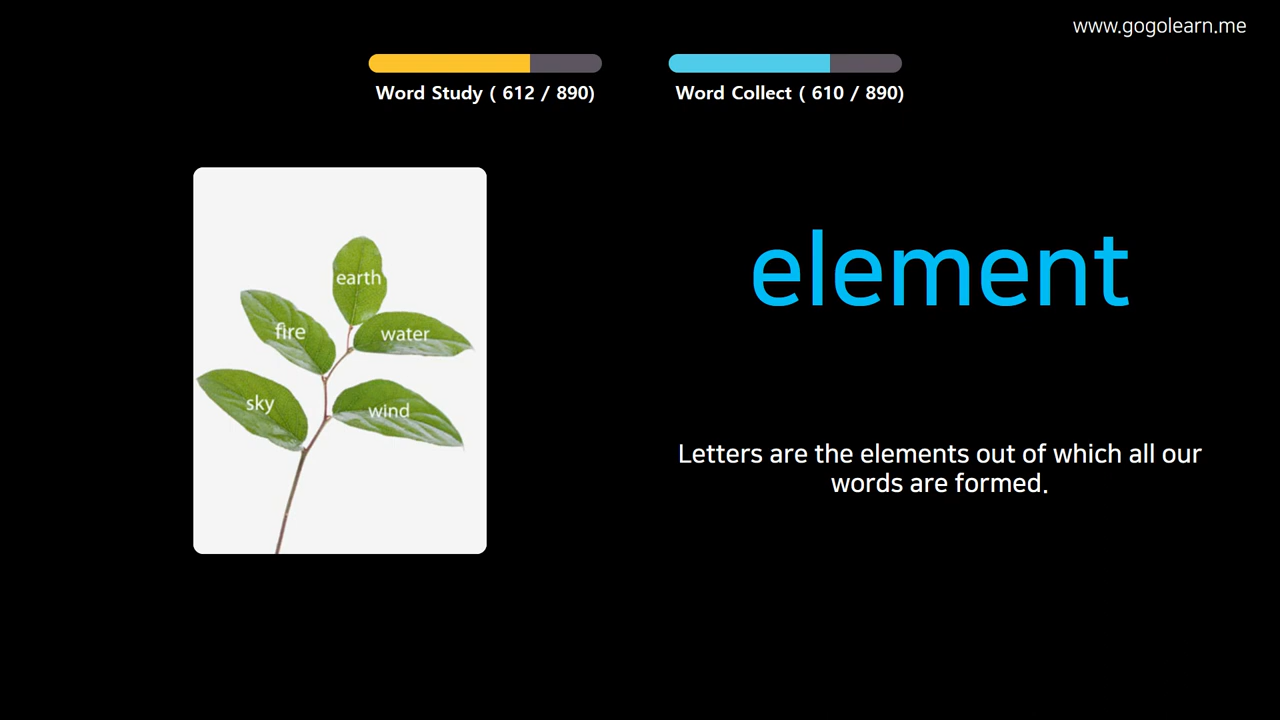 www.gogolearn.me
Word Study ( 612 / 890)
Word Collect ( 610 / 890)
earth
fire
water
sky
wind
element
Letters are the elements out of which all our
words are formed.